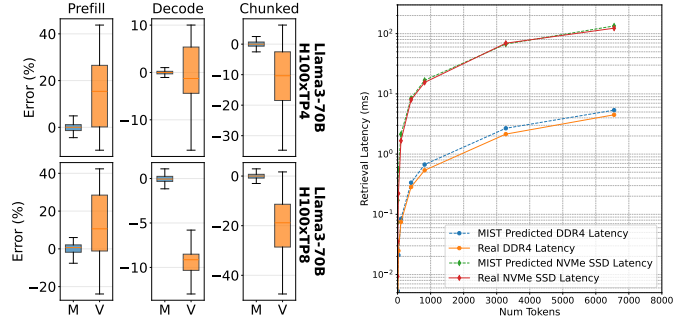 Prefill
Decode
Chunked
Error (%)
40
20
0
10
0
−10
0
−10
−20
−30
Llama3-70B
H100xTP4
Error (%)
40
20
0
−20
0
−5
−10
0
−20
−40
Llama3-70B
H100xTP8
M V
M V
M V
Retrieval Latency (ms)
10²
10¹
10⁰
10⁻¹
10⁻²
MIST Predicted DDR4 Latency
Real DDR4 Latency
MIST Predicted NVMe SSD Latency
Real NVMe SSD Latency
0 1000 2000 3000 4000 5000 6000 7000 8000
Num Tokens